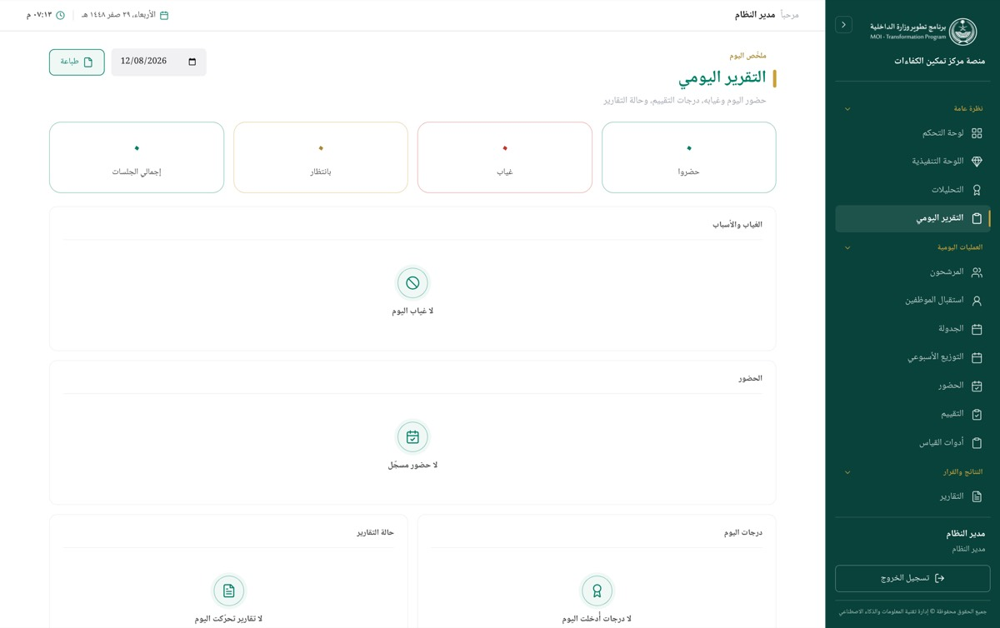 برنامج تطوير وزارة الداخلية
MOI - Transformation Program
منصة مركز تمكين الكفاءات
نظرة عامة
لوحة التحكم
اللوحة التنفيذية
التحليلات
التقرير اليومي
العمليات اليومية
المرشحون
استقبال الموظفين
الجدولة
التوزيع الأسبوعي
الحضور
التقييم
أدوات القياس
النتائج والقرار
التقارير
مدير النظام
مدير النظام
تسجيل الخروج
جميع الحقوق محفوظة © إدارة تقنية المعلومات والذكاء الاصطناعي
مرحباً مدير النظام
الأربعاء، ٢٩ صفر ١٤٤٨ هـ
٠٧:١٣ م
ملخّص اليوم
التقرير اليومي
حضور اليوم وغيابه، درجات التقييم، وحالة التقارير
12/08/2026
طباعة
٠
حضروا
٠
غياب
٠
بانتظار
٠
إجمالي الجلسات
الغياب والأسباب
لا غياب اليوم
الحضور
لا حضور مسجّل
درجات اليوم
لا درجات أُدخلت اليوم
حالة التقارير
لا تقارير تحرّكت اليوم